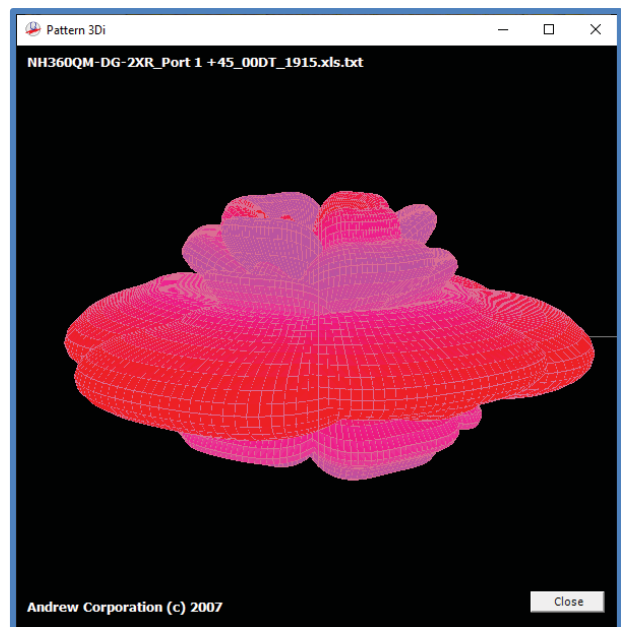 Pattern 3Di
NH360QM-DG-2XR_Port 1 +45_00DT_1915.xls.txt
Andrew Corporation (c) 2007
Close